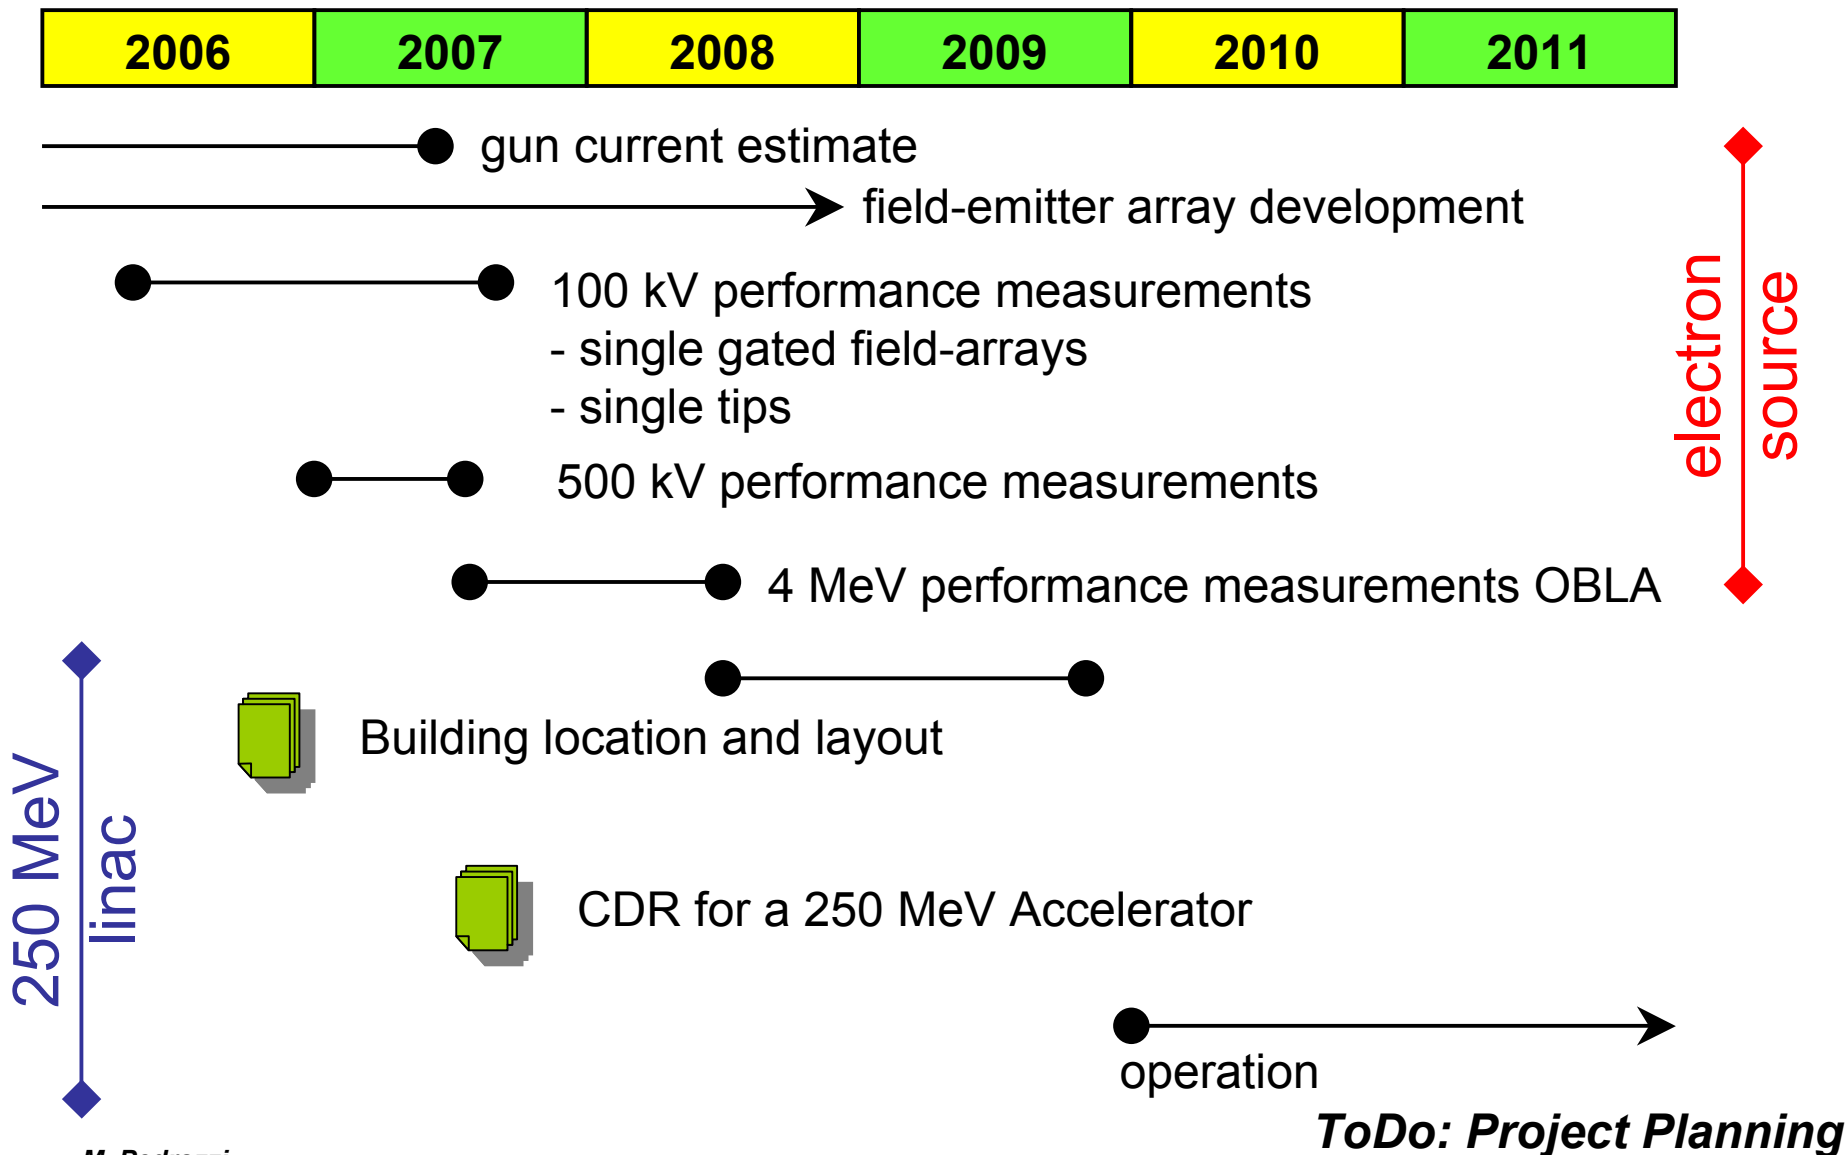 2006 2007 2008 2009 2010 2011
gun current estimate
field-emitter array development
100 kV performance measurements
- single gated field-arrays
- single tips
500 kV performance measurements
4 MeV performance measurements OBLA
electron
source
Building location and layout
250 MeV
linac
CDR for a 250 MeV Accelerator
operation
ToDo: Project Planning